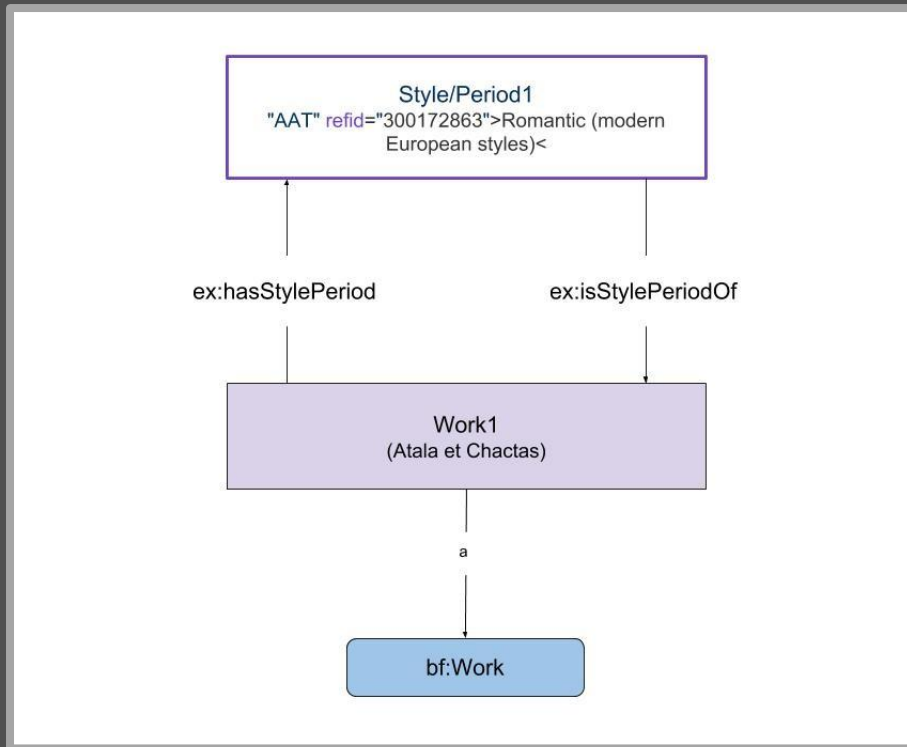 Style/Period1
"AAT" refid="300172863">Romantic (modern
European styles)<
ex:hasStylePeriod
ex:isStylePeriodOf
Work1
(Atala et Chactas)
a
bf:Work